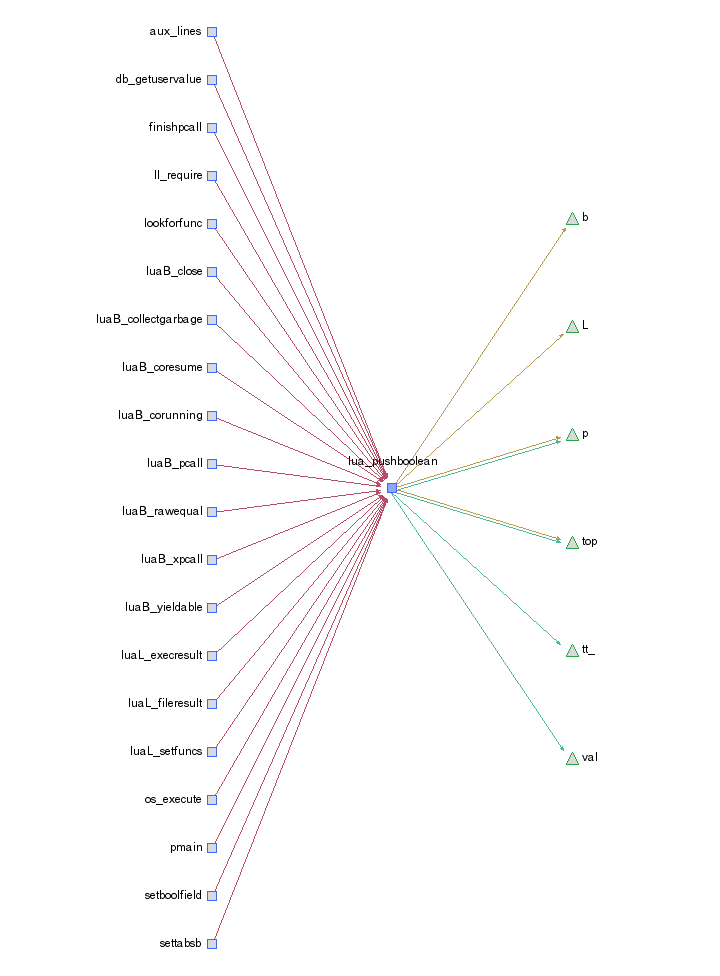 aux_lines
db_getuservalue
finishpcall
ll_require
lookforfunc
luaB_close
luaB_collectgarbage
luaB_coresume
luaB_corunning
luaB_pcall
luaB_rawequal
luaB_xpcall
luaB_yieldable
luaL_execresult
luaL_fileresult
luaL_setfuncs
os_execute
pmain
setboolfield
settabsb
lua_pushboolean
b
L
p
top
tt_
val